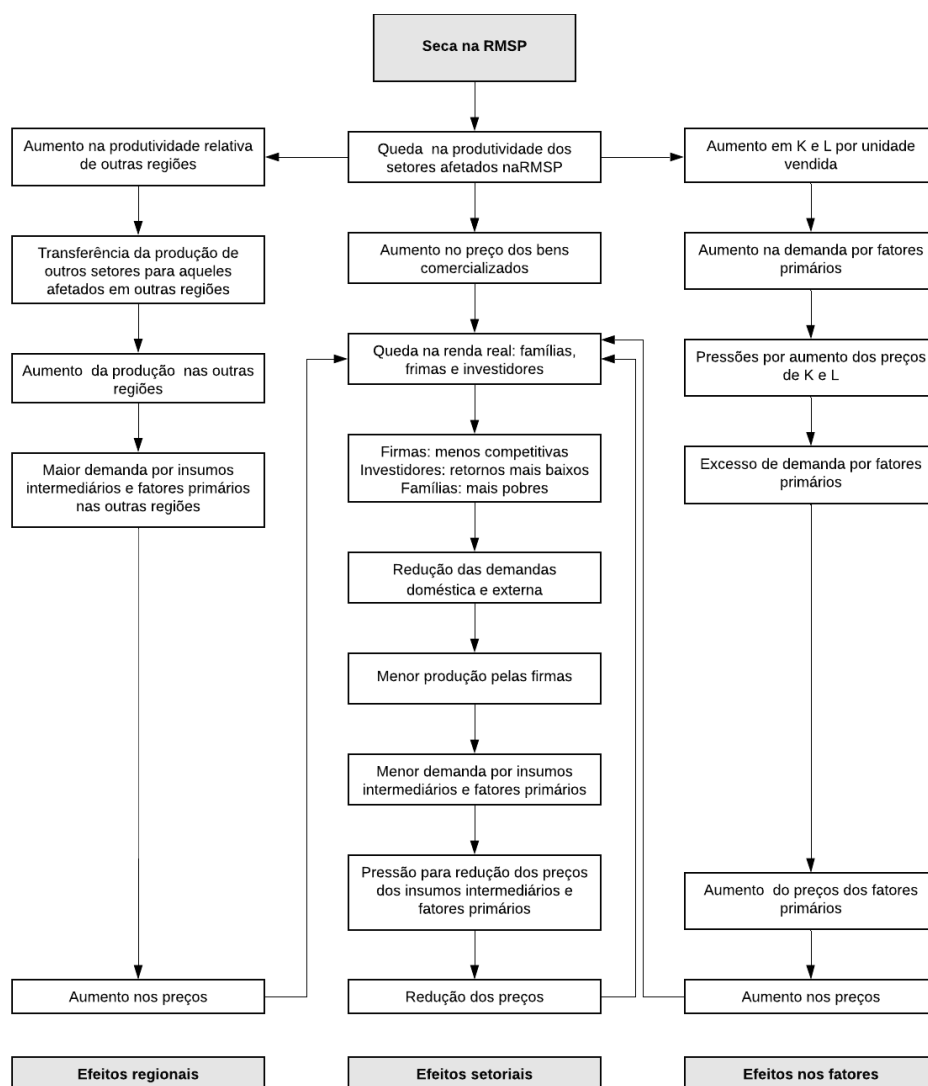 Seca na RMSP
Aumento na produtividade relativa
de outras regiões
Queda na produtividade dos
setores afetados naRMSP
Aumento em K e L por unidade
vendida
Transferência da produção de
outros setores para aqueles
afetados em outras regiões
Aumento no preço dos bens
comercializados
Aumento na demanda por fatores
primários
Aumento da produção nas outras
regiões
Queda na renda real: famílias,
frimas e investidores
Pressões por aumento dos preços
de K e L
Maior demanda por insumos
intermediários e fatores primários
nas outras regiões
Firmas: menos competitivas
Investidores: retornos mais baixos
Famílias: mais pobres
Excesso de demanda por fatores
primários
Redução das demandas
doméstica e externa
Menor produção pelas firmas
Menor demanda por insumos
intermediários e fatores primários
Pressão para redução dos preços
dos insumos intermediários e
fatores primários
Aumento do preços dos fatores
primários
Aumento nos preços
Redução dos preços
Aumento nos preços
Efeitos regionais
Efeitos setoriais
Efeitos nos fatores